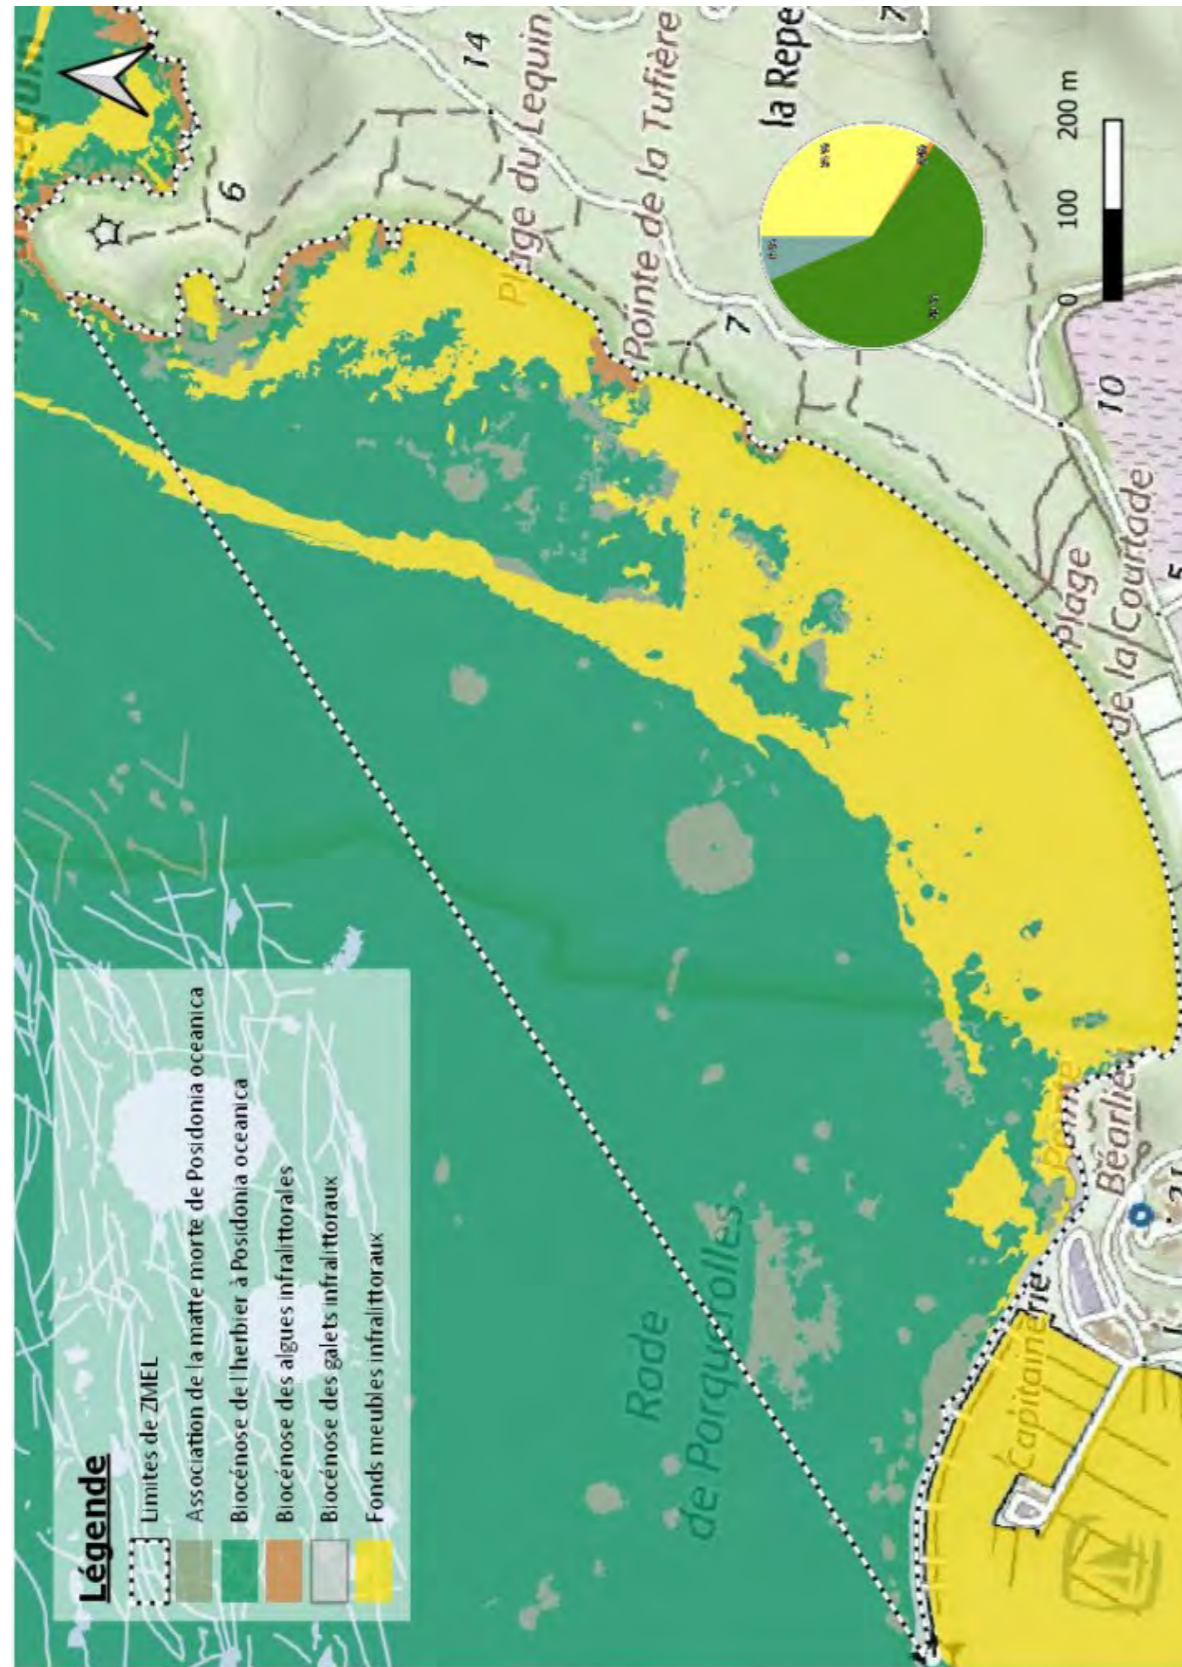 Légende
Limites de ZMEL
Association de la matte morte de Posidonia oceanica
Biocénose de l'herbier à Posidonia oceanica
Biocénose des algues infralittorales
Biocénose des galets infralittoraux
Fonds meubles infralittoraux
Rade
de Porquerolles
Capitainerie
Pointe
Béarlieu
Plage
de la Courtade
Plage du Lequin
Pointe de la Tufière
la Repe
14
6
7
7
10
5
0 100 200 m